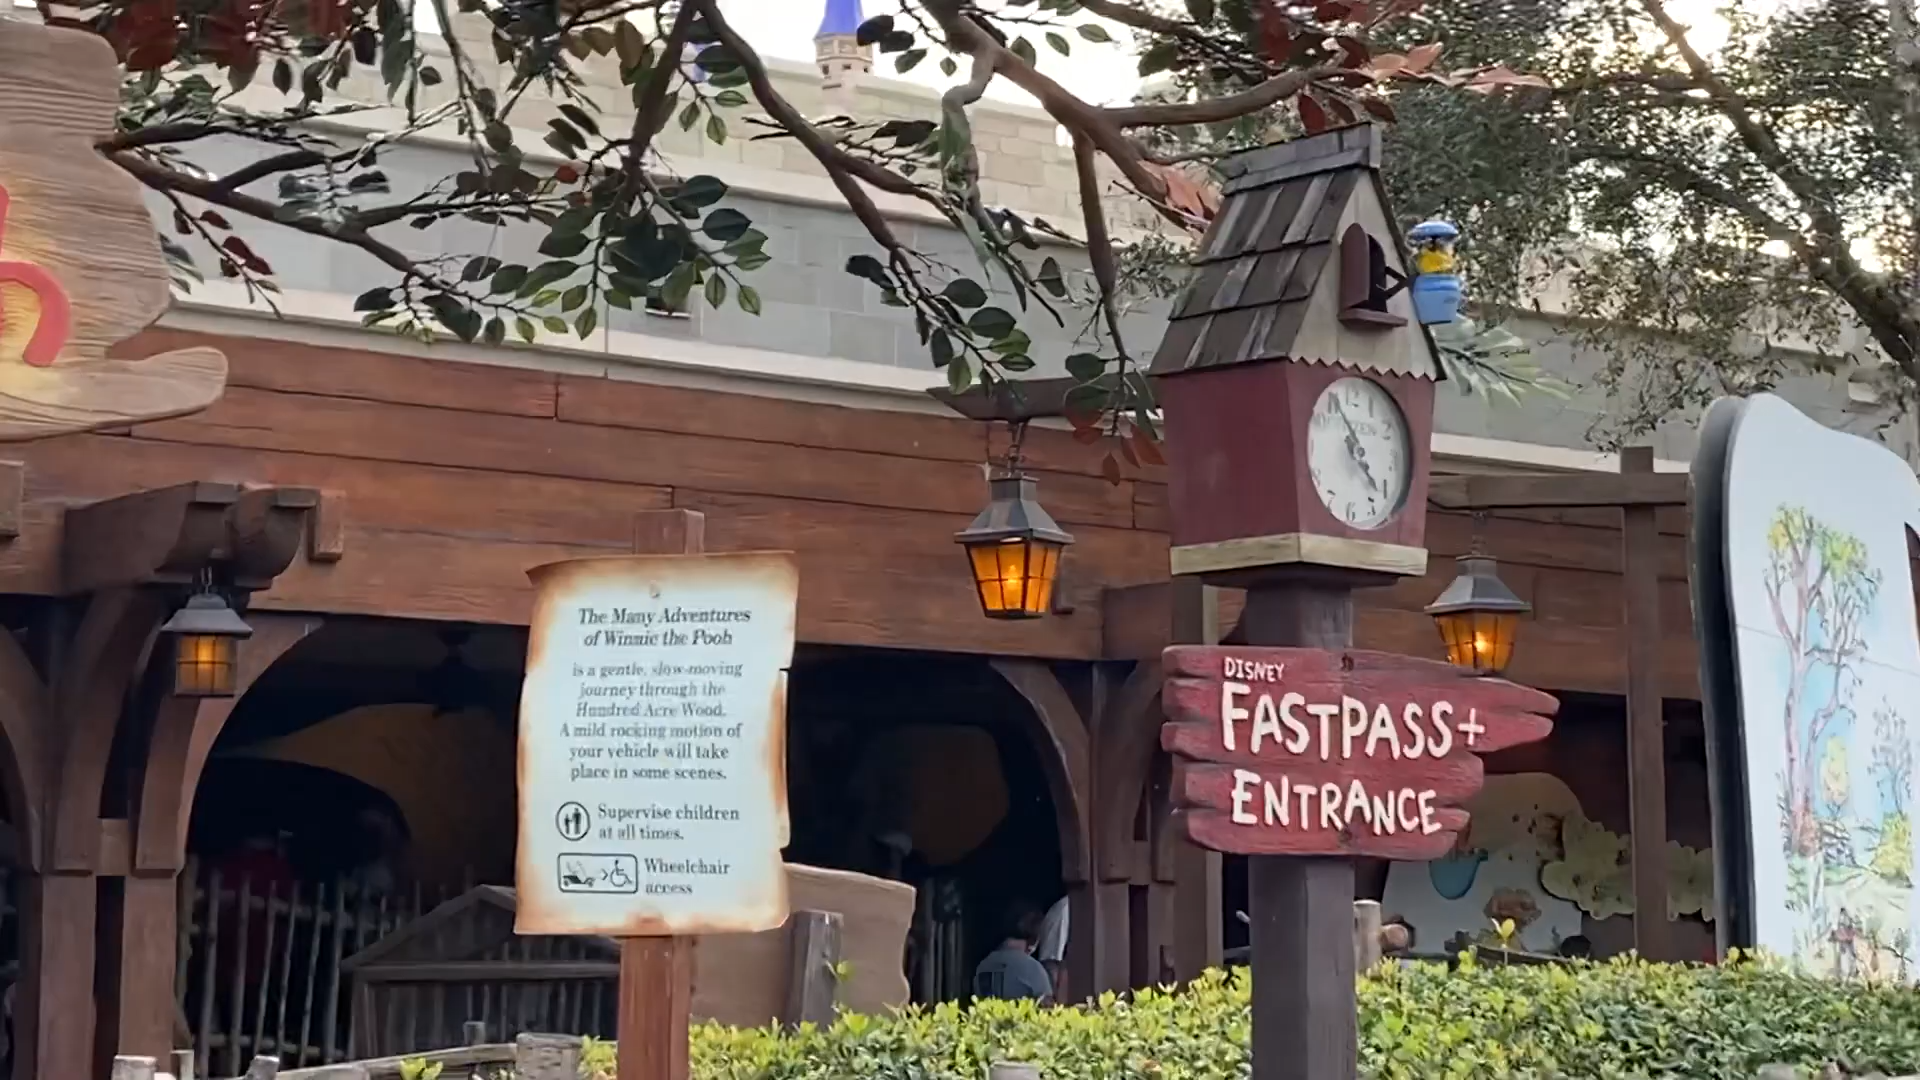 The Many Adventures
of Winnie the Pooh
is a gentle, slow-moving
journey through the
Hundred Acre Wood.
A mild rocking motion of
your vehicle will take
place in some scenes.
Supervise children
at all times.
Wheelchair
access
DISNEY
FASTPASS+
ENTRANCE